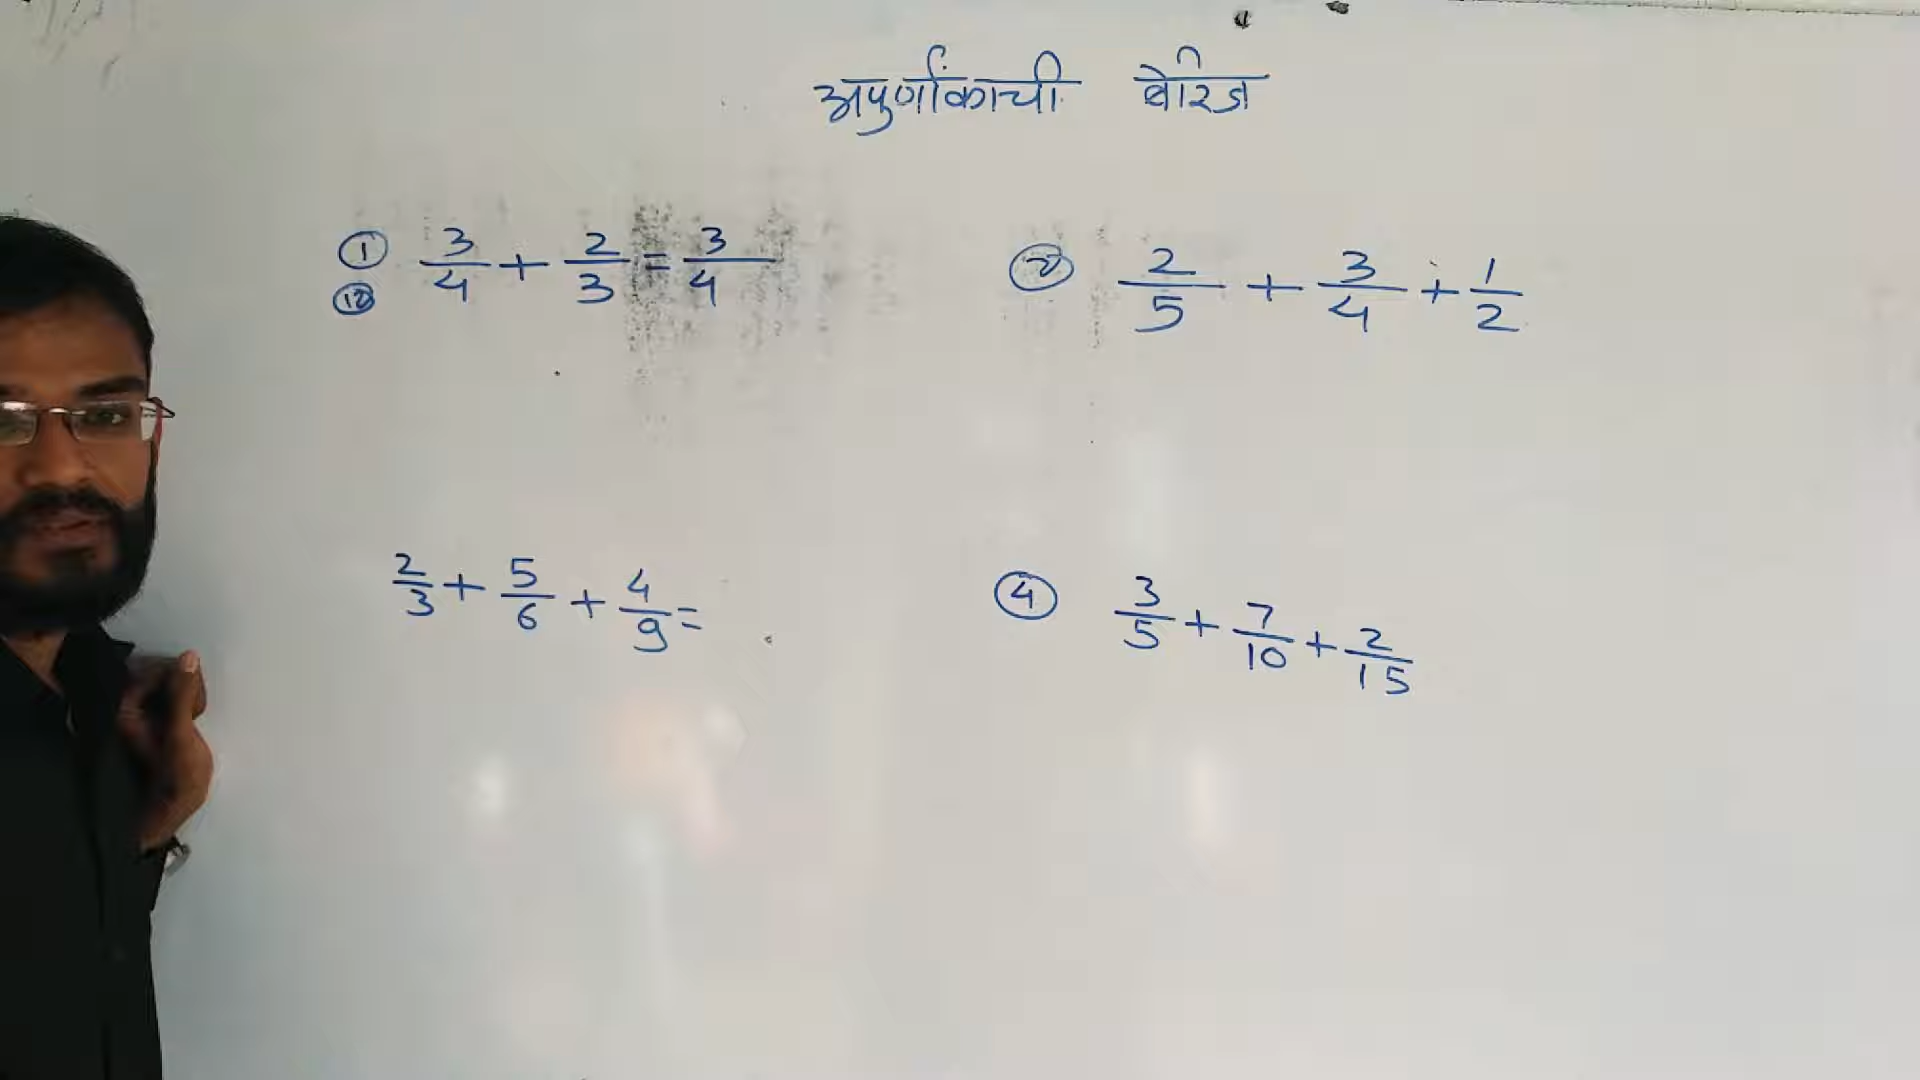 अपुर्णांकाची बेरिज
① 3/4 + 2/3 = 3/4
⑫
② 2/5 + 3/4 + 1/2
2/3 + 5/6 + 4/9 =
④ 3/5 + 7/10 + 2/15